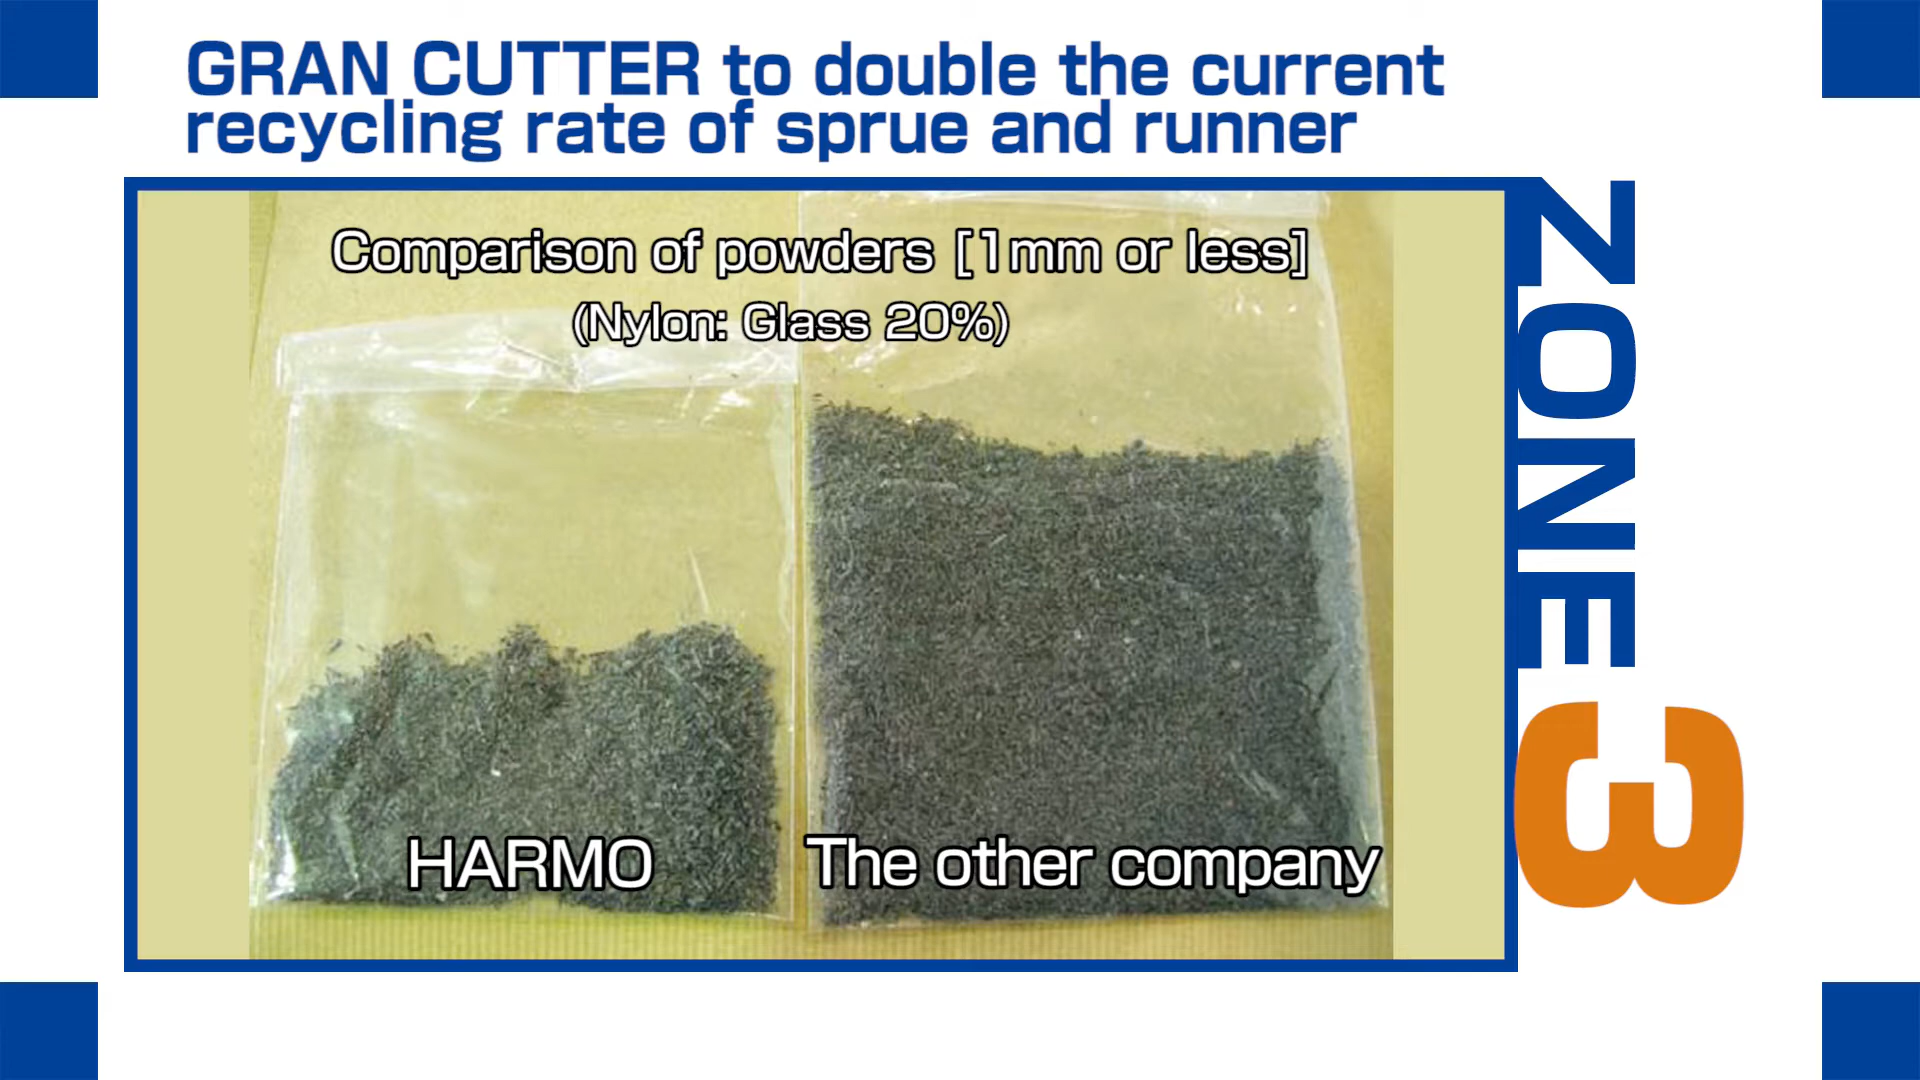 GRAN CUTTER to double the current
recycling rate of sprue and runner
Comparison of powders [1mm or less]
(Nylon: Glass 20%)
HARMO
The other company
ZONE 3